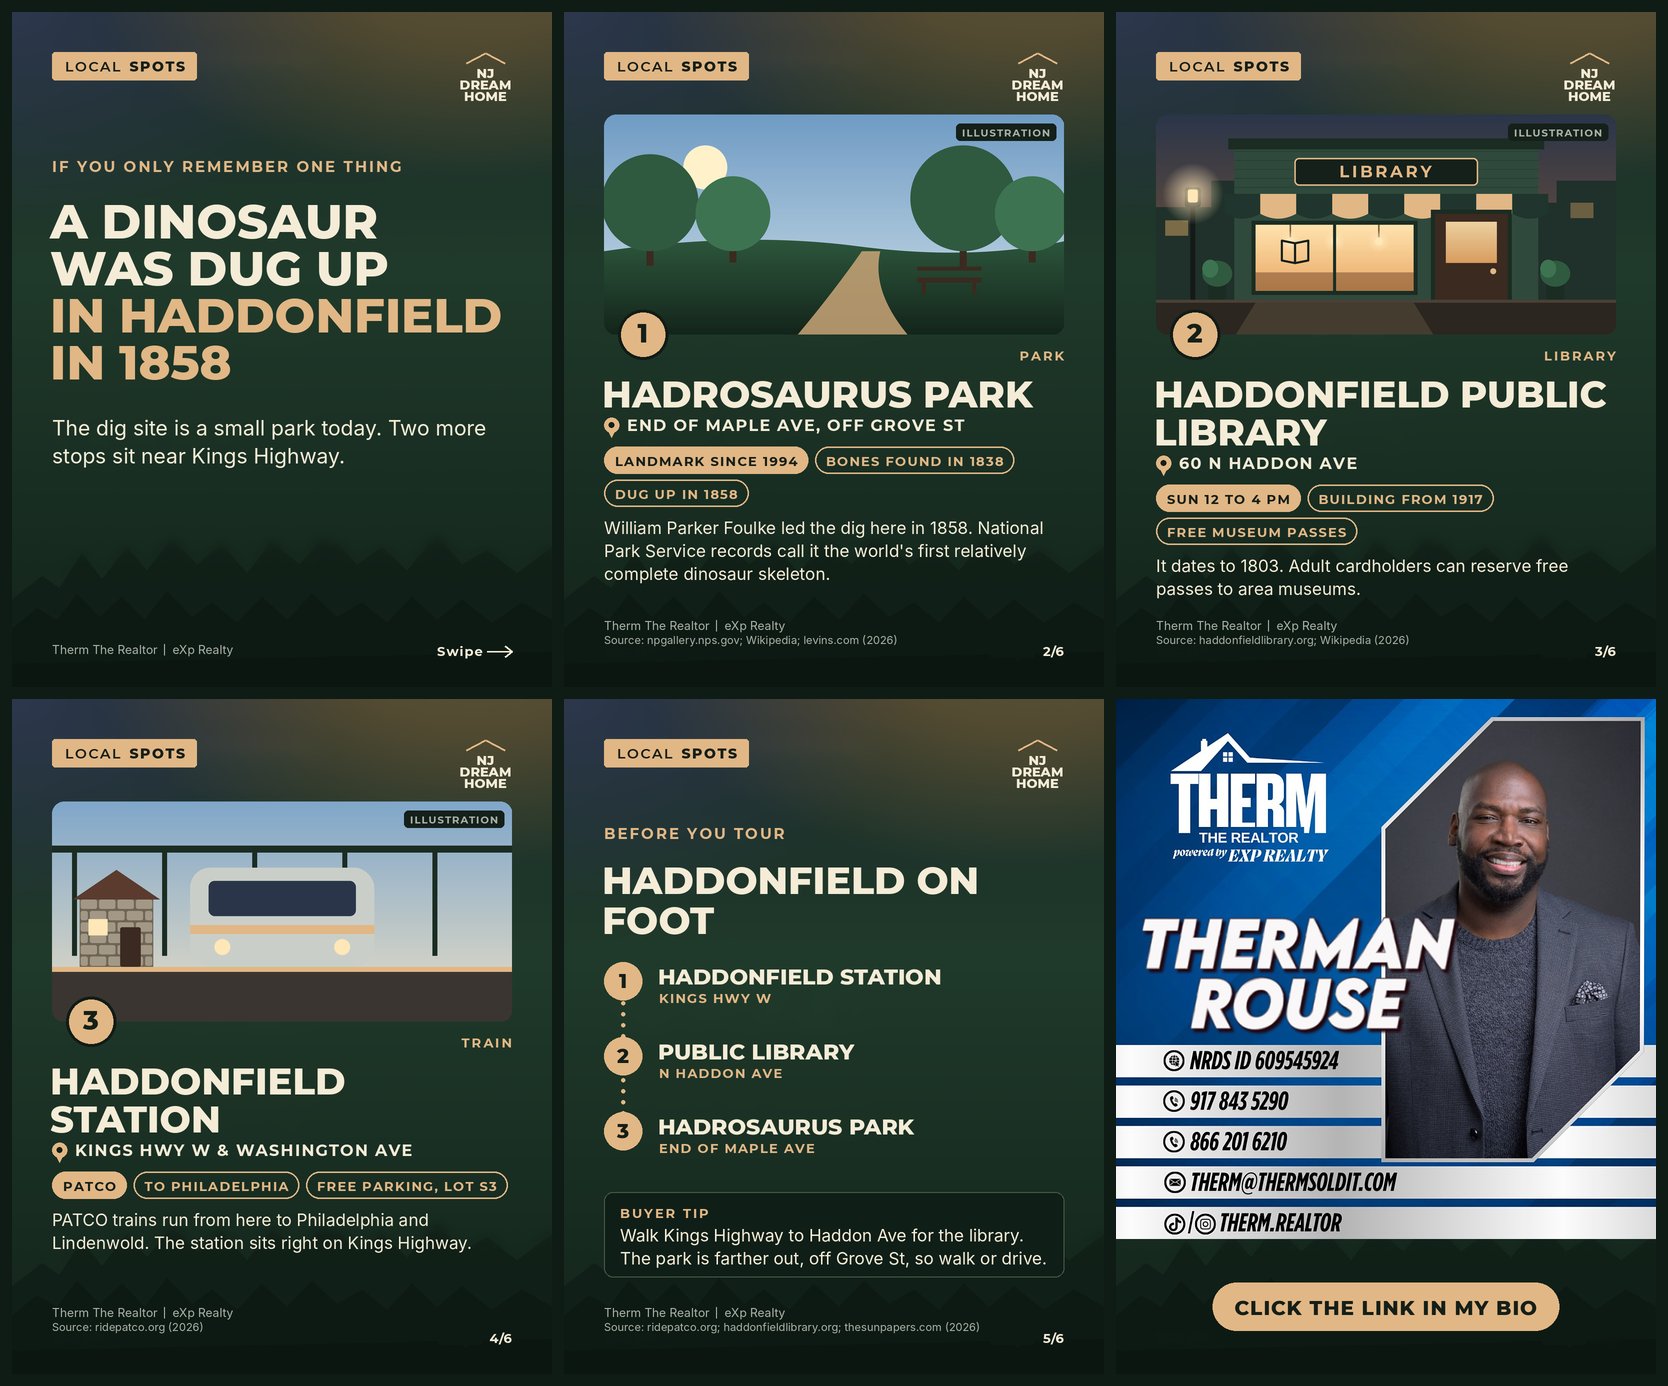 LOCAL SPOTS
NJ
DREAM
HOME
IF YOU ONLY REMEMBER ONE THING
A DINOSAUR
WAS DUG UP
IN HADDONFIELD
IN 1858
The dig site is a small park today. Two more
stops sit near Kings Highway.
Therm The Realtor | eXp Realty
Swipe
LOCAL SPOTS
NJ
DREAM
HOME
ILLUSTRATION
1
PARK
HADROSAURUS PARK
END OF MAPLE AVE, OFF GROVE ST
LANDMARK SINCE 1994
BONES FOUND IN 1838
DUG UP IN 1858
William Parker Foulke led the dig here in 1858. National
Park Service records call it the world's first relatively
complete dinosaur skeleton.
Therm The Realtor | eXp Realty
Source: npgallery.nps.gov; Wikipedia; levins.com (2026)
2/6
LOCAL SPOTS
NJ
DREAM
HOME
ILLUSTRATION
LIBRARY
2
LIBRARY
HADDONFIELD PUBLIC
LIBRARY
60 N HADDON AVE
SUN 12 TO 4 PM
BUILDING FROM 1917
FREE MUSEUM PASSES
It dates to 1803. Adult cardholders can reserve free
passes to area museums.
Therm The Realtor | eXp Realty
Source: haddonfieldlibrary.org; Wikipedia (2026)
3/6
LOCAL SPOTS
NJ
DREAM
HOME
ILLUSTRATION
3
TRAIN
HADDONFIELD
STATION
KINGS HWY W & WASHINGTON AVE
PATCO
TO PHILADELPHIA
FREE PARKING, LOT S3
PATCO trains run from here to Philadelphia and
Lindenwold. The station sits right on Kings Highway.
Therm The Realtor | eXp Realty
Source: ridepatco.org (2026)
4/6
LOCAL SPOTS
NJ
DREAM
HOME
BEFORE YOU TOUR
HADDONFIELD ON
FOOT
1 HADDONFIELD STATION
KINGS HWY W
2 PUBLIC LIBRARY
N HADDON AVE
3 HADROSAURUS PARK
END OF MAPLE AVE
BUYER TIP
Walk Kings Highway to Haddon Ave for the library.
The park is farther out, off Grove St, so walk or drive.
Therm The Realtor | eXp Realty
Source: ridepatco.org; haddonfieldlibrary.org; thesunpapers.com (2026)
5/6
THERM
THE REALTOR
powered by EXP REALTY
THERMAN
ROUSE
NRDS ID 609545924
917 843 5290
866 201 6210
THERM@THERMSOLDIT.COM
/ THERM.REALTOR
CLICK THE LINK IN MY BIO